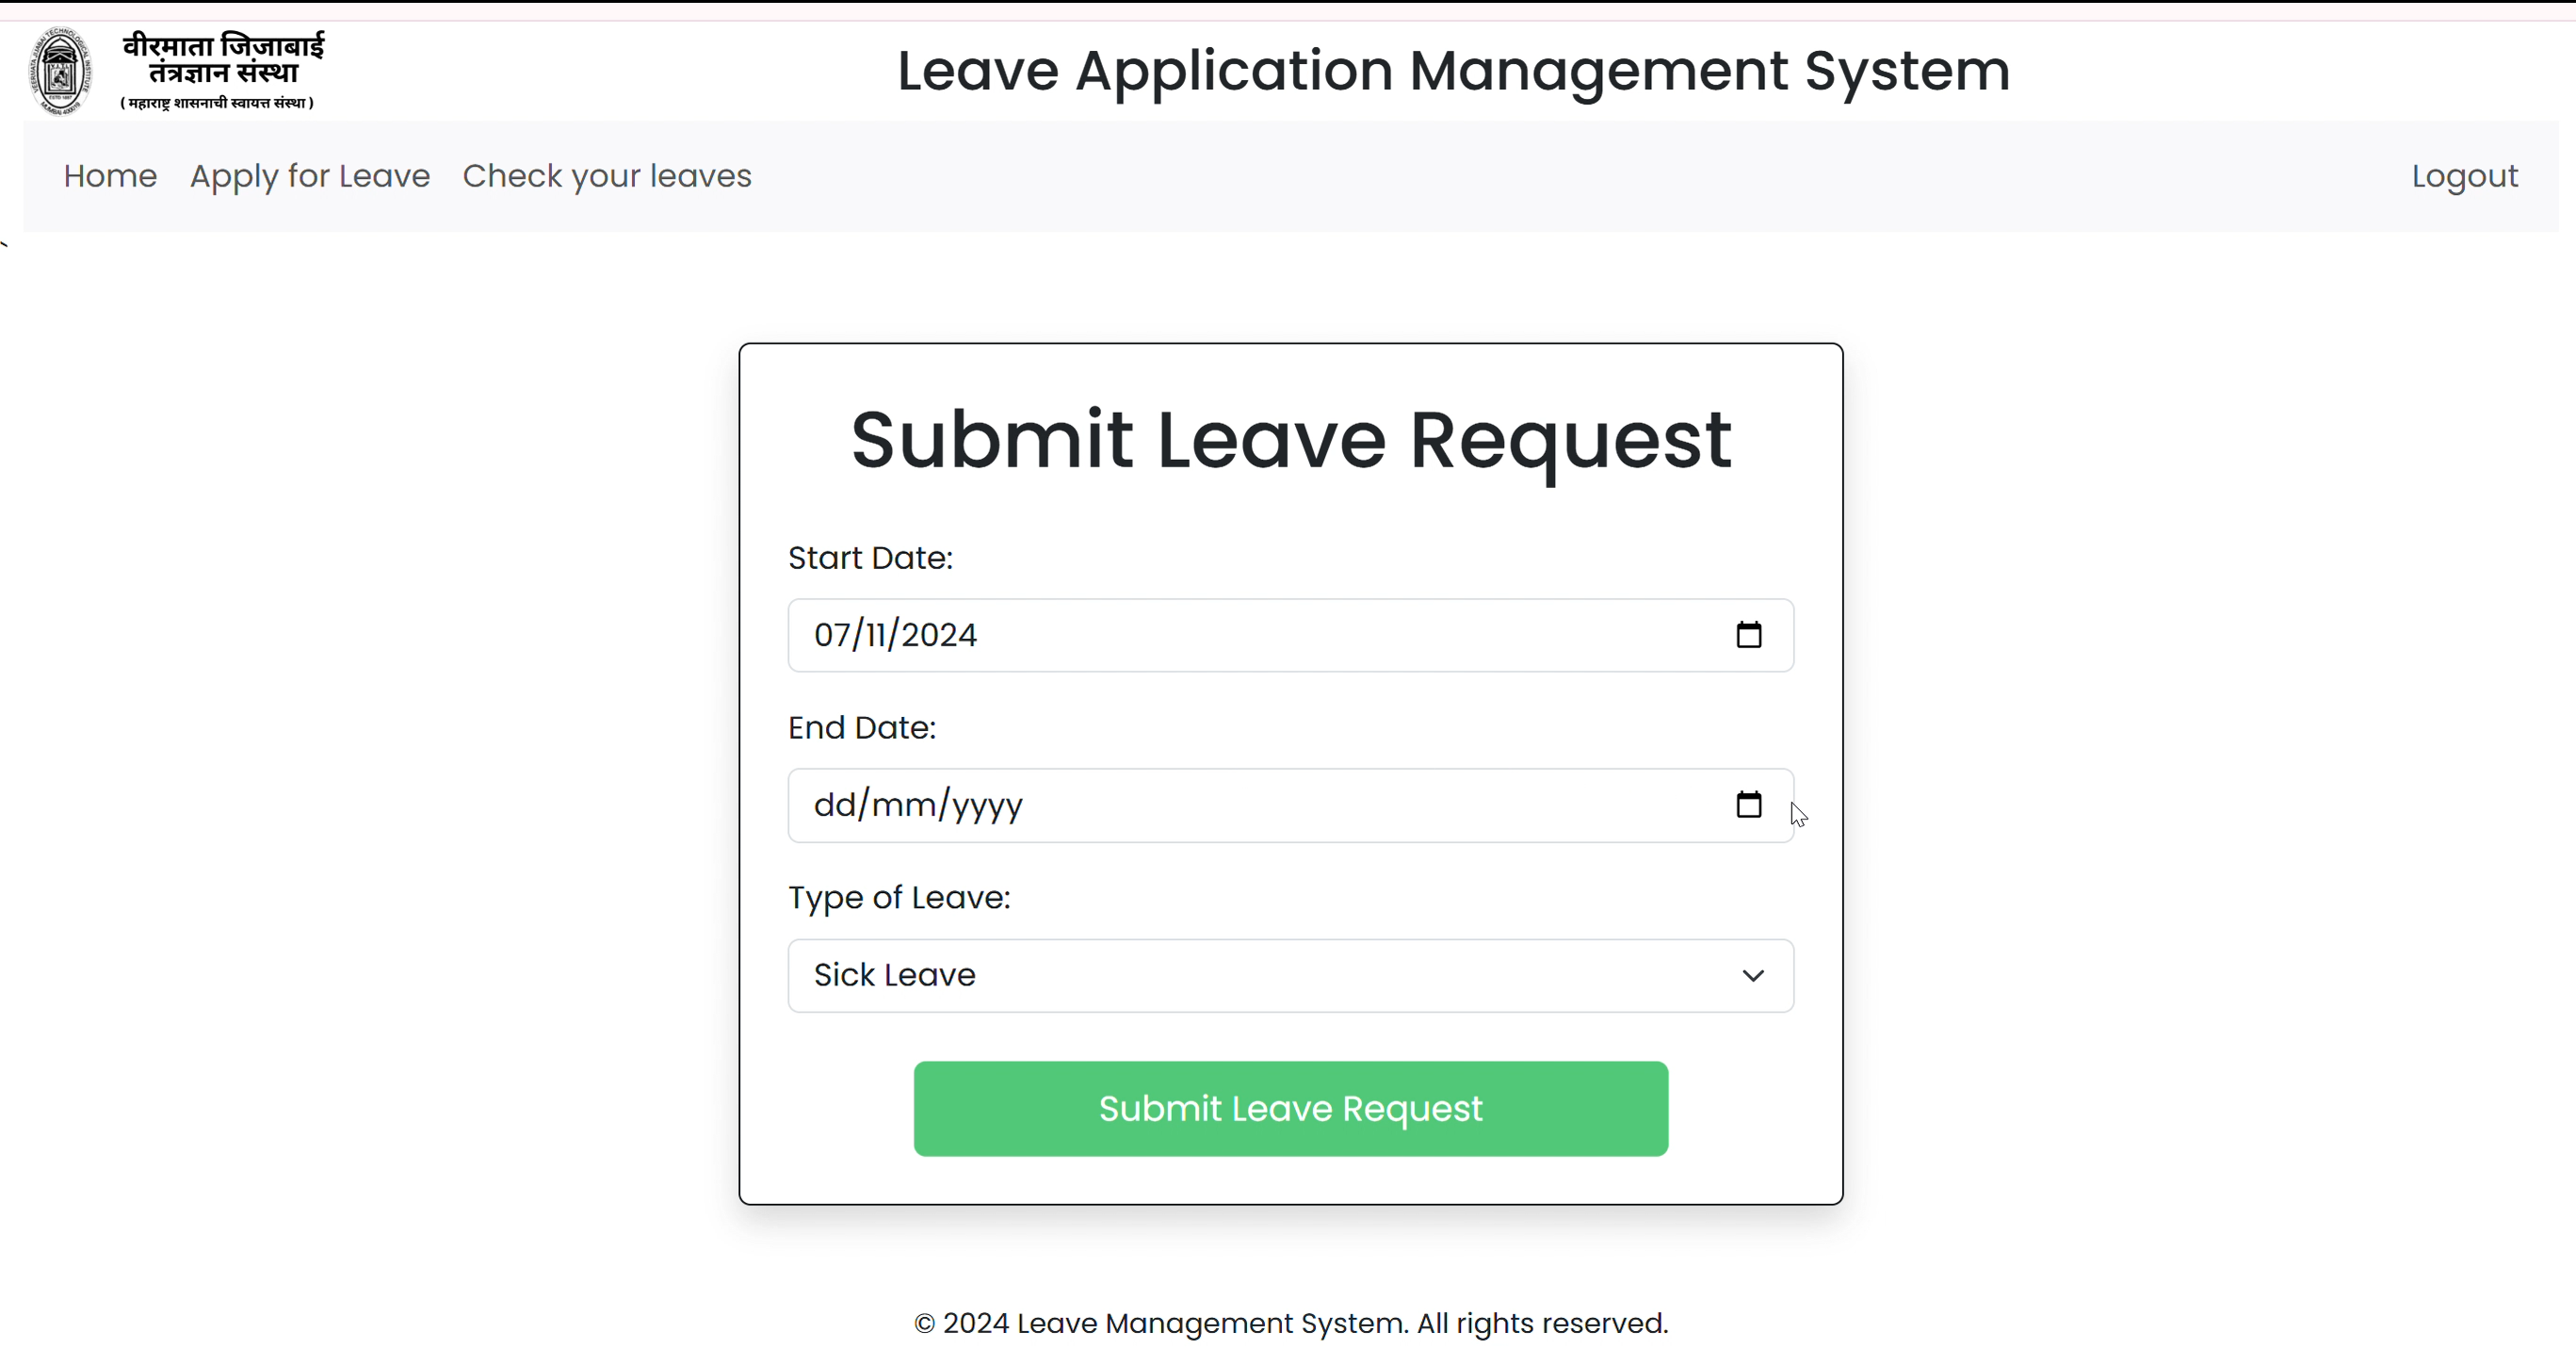 वीरमाता जिजाबाई
तंत्रज्ञान संस्था
( महाराष्ट्र शासनाची स्वायत्त संस्था )
Leave Application Management System
Home Apply for Leave Check your leaves Logout
`
Submit Leave Request
Start Date:
07/11/2024
End Date:
dd/mm/yyyy
Type of Leave:
Sick Leave
Submit Leave Request
© 2024 Leave Management System. All rights reserved.